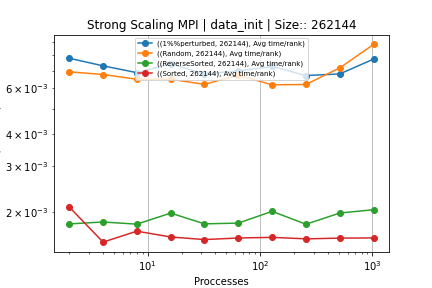 Strong Scaling MPI | data_init | Size:: 262144
((1%%perturbed, 262144), Avg time/rank)
((Random, 262144), Avg time/rank)
((ReverseSorted, 262144), Avg time/rank)
((Sorted, 262144), Avg time/rank)
6 × 10⁻³
4 × 10⁻³
3 × 10⁻³
2 × 10⁻³
10¹ 10² 10³
Proccesses